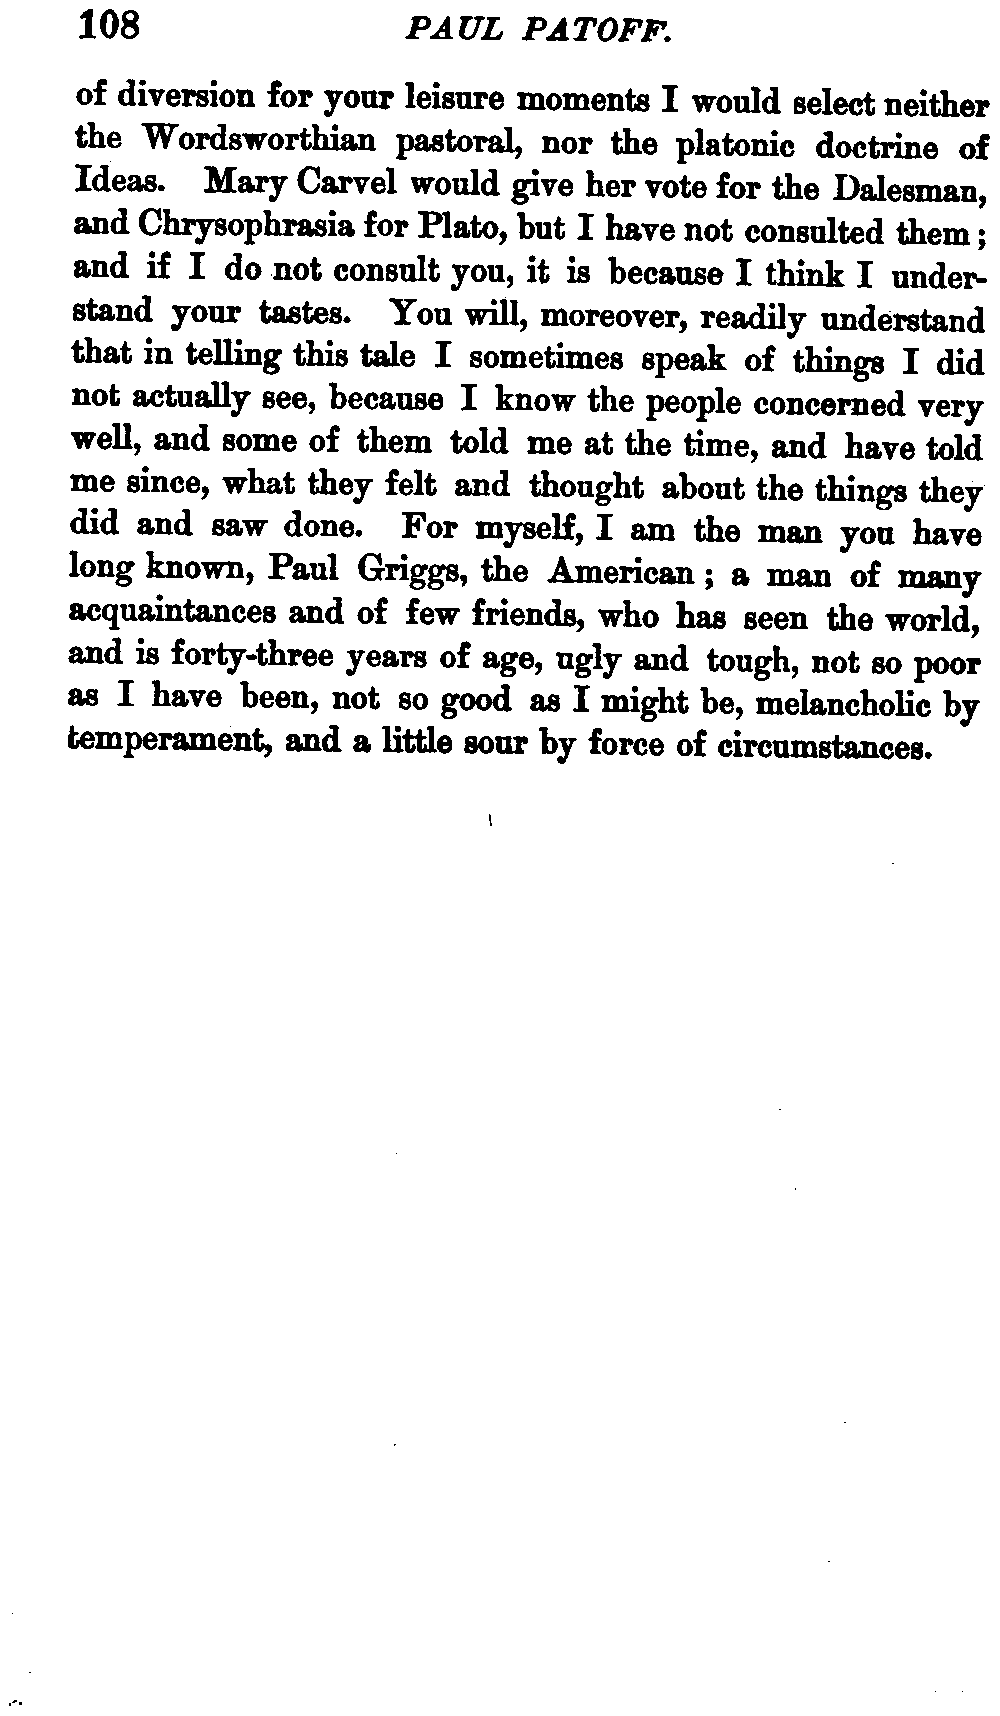 108 PAUL PATOFF.
of diversion for your leisure moments I would select neither
the Wordsworthian pastoral, nor the platonic doctrine of
Ideas. Mary Carvel would give her vote for the Dalesman,
and Chrysophrasia for Plato, but I have not consulted them;
and if I do not consult you, it is because I think I under-
stand your tastes. You will, moreover, readily understand
that in telling this tale I sometimes speak of things I did
not actually see, because I know the people concerned very
well, and some of them told me at the time, and have told
me since, what they felt and thought about the things they
did and saw done. For myself, I am the man you have
long known, Paul Griggs, the American; a man of many
acquaintances and of few friends, who has seen the world,
and is forty-three years of age, ugly and tough, not so poor
as I have been, not so good as I might be, melancholic by
temperament, and a little sour by force of circumstances.